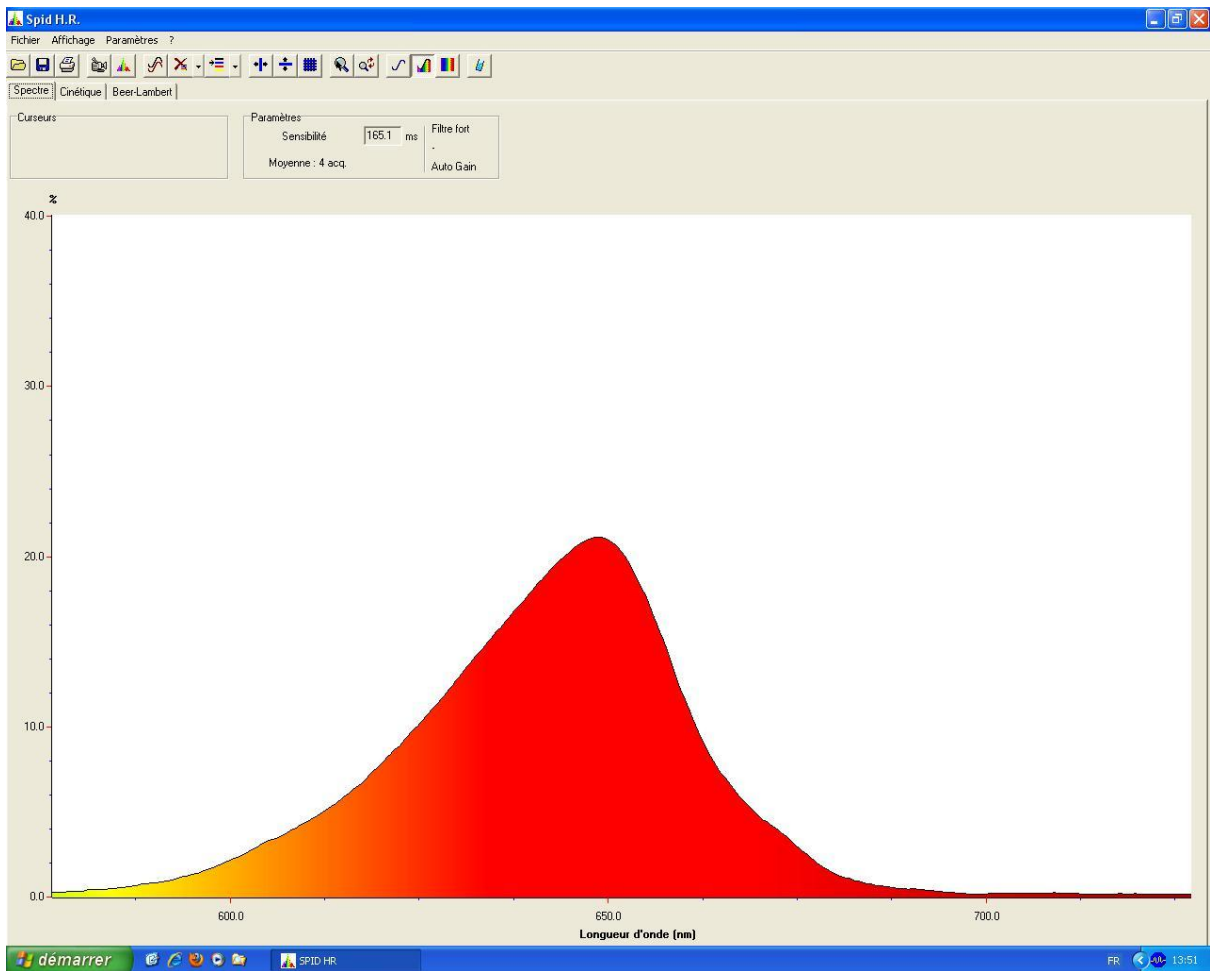 Spid H.R.
Fichier Affichage Paramètres ?
Spectre Cinétique Beer-Lambert
Curseurs
Paramètres
Sensibilité 165.1 ms
Moyenne : 4 acq.
Filtre fort
-
Auto Gain
%
40.0
30.0
20.0
10.0
0.0
600.0 650.0 700.0
Longueur d'onde (nm)
démarrer SPID HR FR 13:51